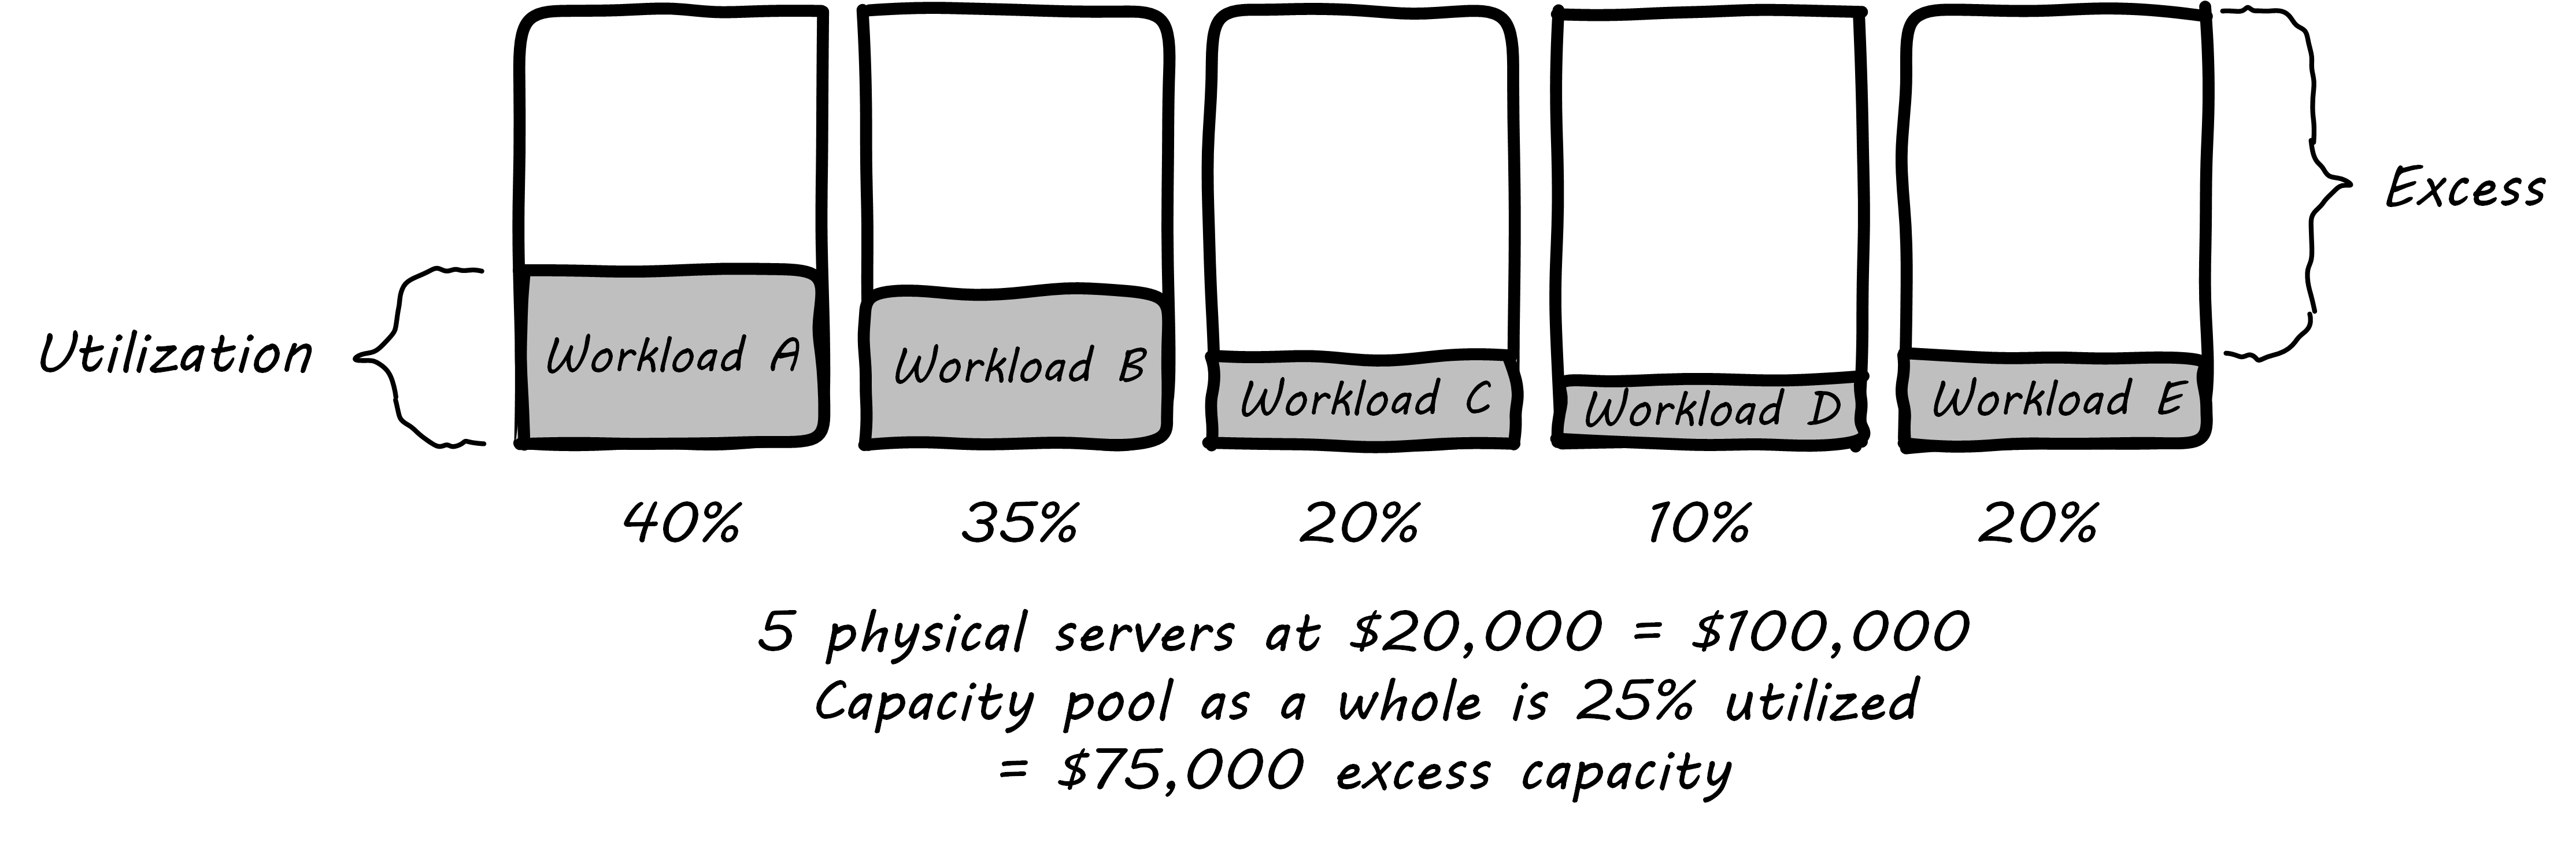 Excess
Utilization
Workload A
Workload B
Workload C
Workload D
Workload E
40%
35%
20%
10%
20%
5 physical servers at $20,000 = $100,000
Capacity pool as a whole is 25% utilized
= $75,000 excess capacity